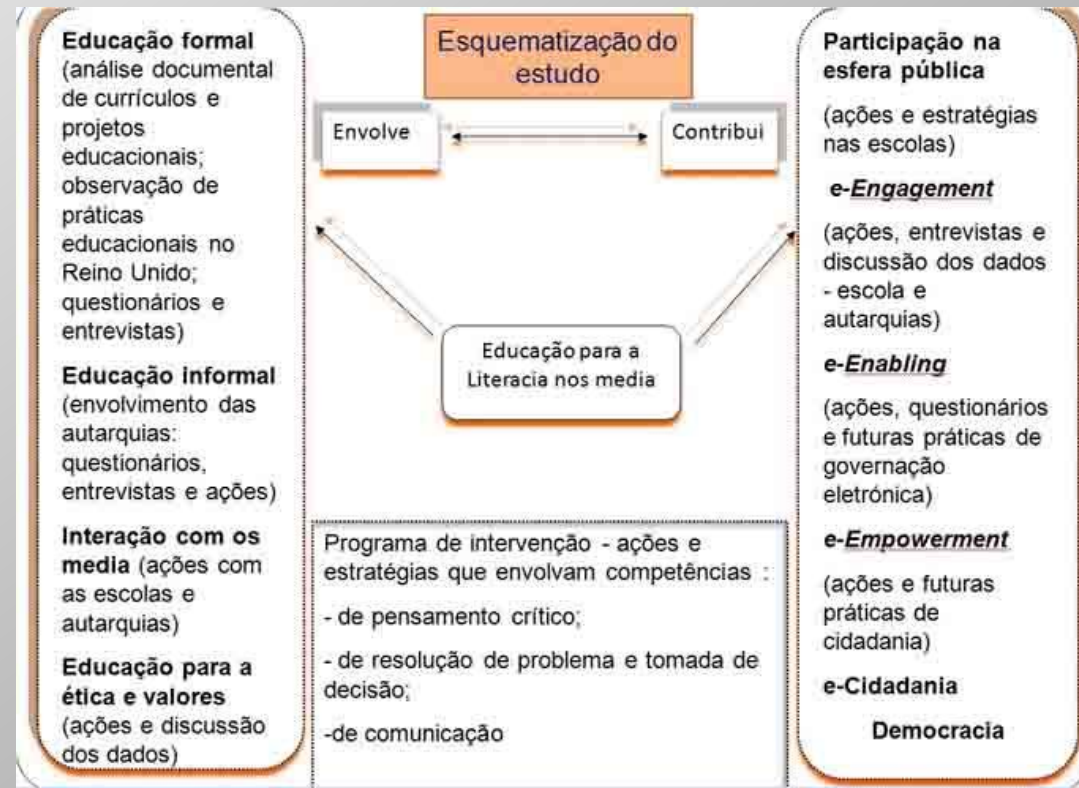 Esquematização do
estudo
Educação formal
(análise documental
de currículos e
projetos
educacionais;
observação de
práticas
educacionais no
Reino Unido;
questionários e
entrevistas)
Educação informal
(envolvimento das
autarquias:
questionários,
entrevistas e ações)
Interação com os
media (ações com
as escolas e
autarquias)
Educação para a
ética e valores
(ações e discussão
dos dados)
Envolve
Contribui
Educação para a
Literacia nos media
Programa de intervenção - ações e
estratégias que envolvam competências :
- de pensamento crítico;
- de resolução de problema e tomada de
decisão;
-de comunicação
Participação na
esfera pública
(ações e estratégias
nas escolas)
e-Engagement
(ações, entrevistas e
discussão dos dados
- escola e
autarquias)
e-Enabling
(ações, questionários
e futuras práticas de
governação
eletrónica)
e-Empowerment
(ações e futuras
práticas de
cidadania)
e-Cidadania
Democracia